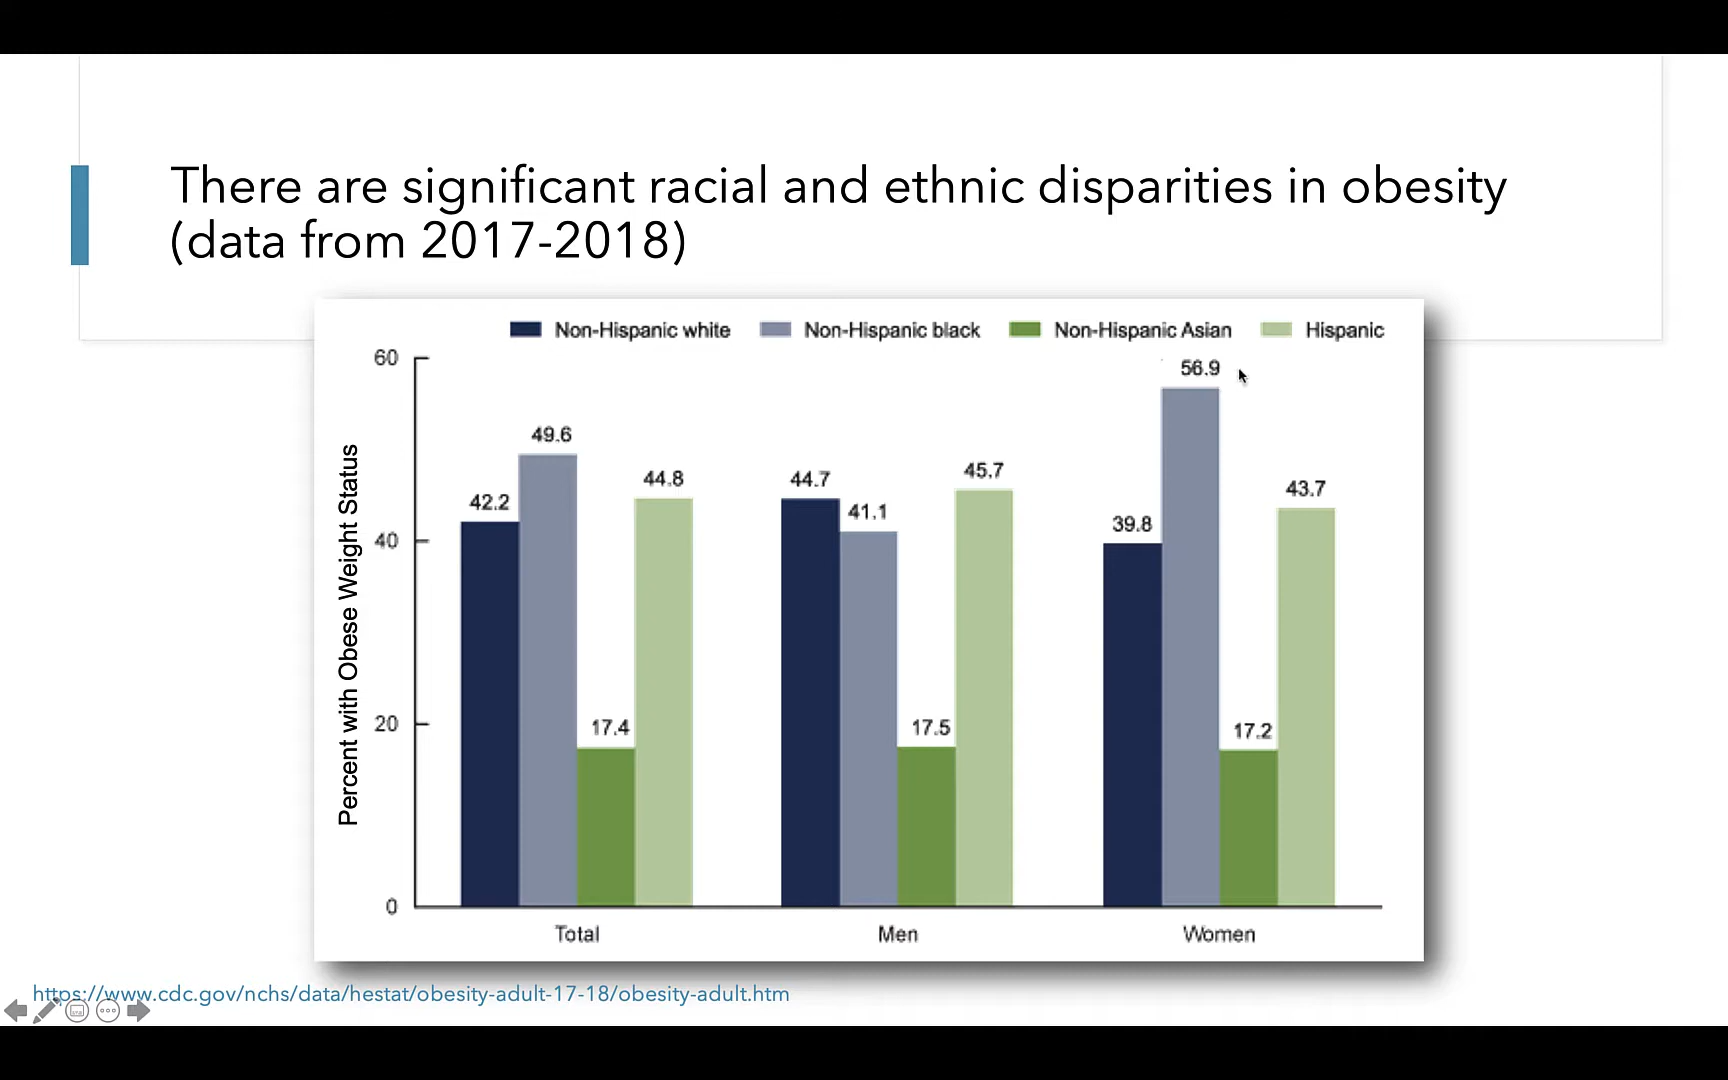 There are significant racial and ethnic disparities in obesity
(data from 2017-2018)
Non-Hispanic white Non-Hispanic black Non-Hispanic Asian Hispanic
Percent with Obese Weight Status
60
40
20
0
42.2 49.6 17.4 44.8
44.7 41.1 17.5 45.7
39.8 56.9 17.2 43.7
Total Men Women
https://www.cdc.gov/nchs/data/hestat/obesity-adult-17-18/obesity-adult.htm